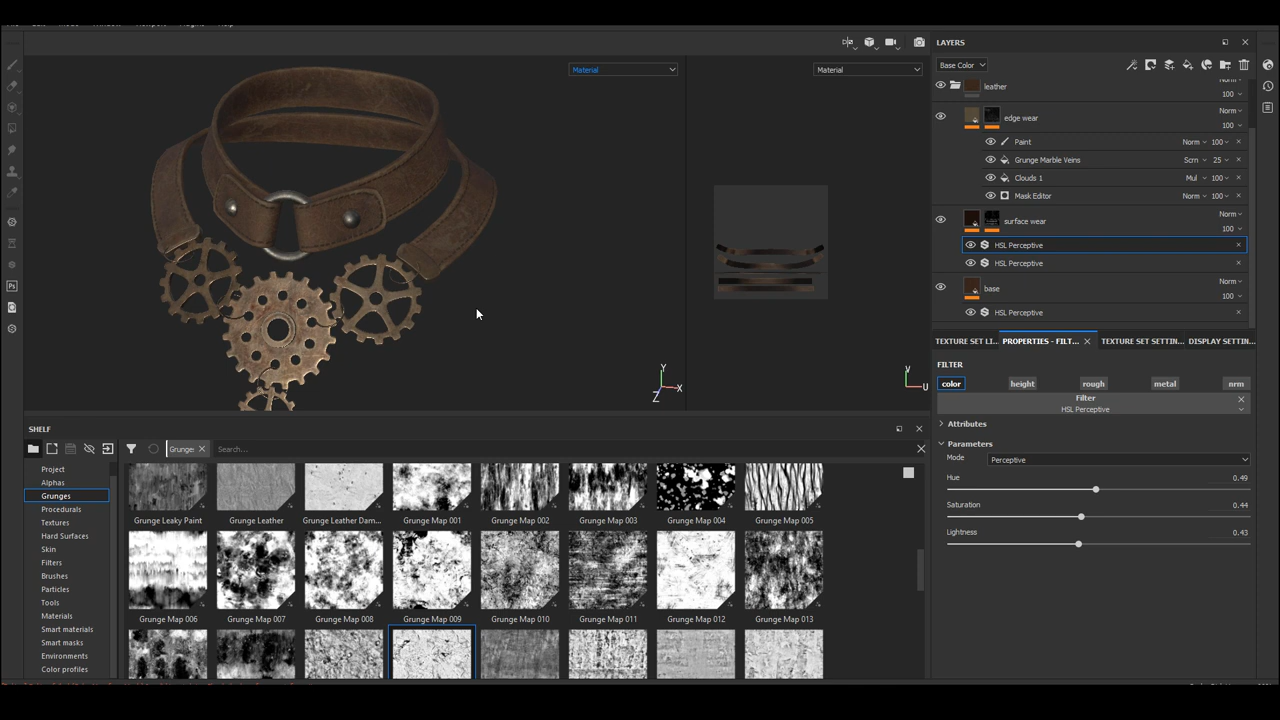 LAYERS
Material
Material
Base Color
Norm
leather
100
Norm
edge wear
100
Paint Norm 100
Grunge Marble Veins Scrn 25
Clouds 1 Mul 100
Mask Editor Norm 100
Norm
surface wear
100
HSL Perceptive
HSL Perceptive
Norm
base
100
HSL Perceptive
TEXTURE SET LI... PROPERTIES - FILT... TEXTURE SET SETTIN... DISPLAY SETTIN...
FILTER
color height rough metal nrm
Filter
HSL Perceptive
Attributes
Parameters
Mode Perceptive
Hue 0.49
Saturation 0.44
Lightness 0.43
Y
X
Z
V
U
SHELF
Grunge: Search...
Project
Alphas
Grunges
Procedurals
Textures
Hard Surfaces
Skin
Filters
Brushes
Particles
Tools
Materials
Smart materials
Smart masks
Environments
Color profiles
Ps
Grunge Leaky Paint Grunge Leather Grunge Leather Dam... Grunge Map 001 Grunge Map 002 Grunge Map 003 Grunge Map 004 Grunge Map 005
Grunge Map 006 Grunge Map 007 Grunge Map 008 Grunge Map 009 Grunge Map 010 Grunge Map 011 Grunge Map 012 Grunge Map 013